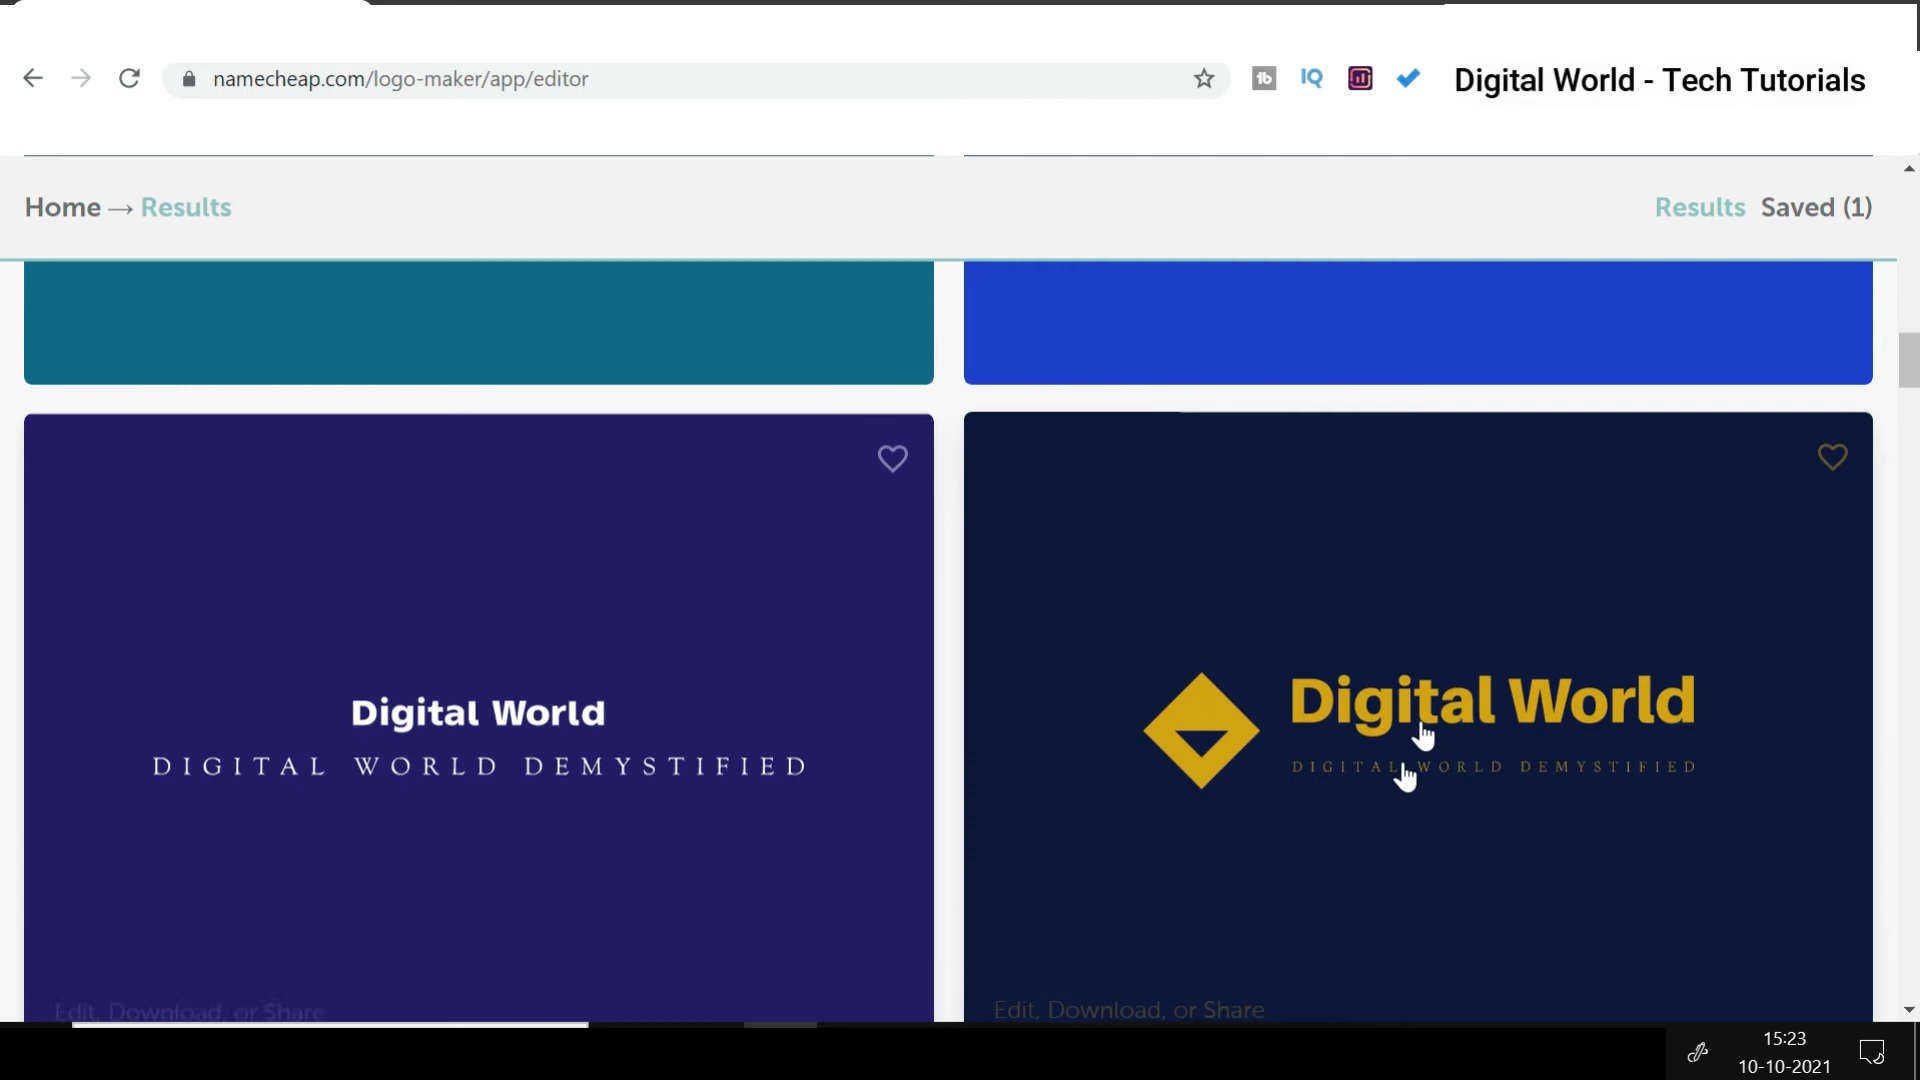 namecheap.com/logo-maker/app/editor
Digital World - Tech Tutorials
Home → Results
Results Saved (1)
Digital World
DIGITAL WORLD DEMYSTIFIED
Edit, Download, or Share
Digital World
DIGITAL WORLD DEMYSTIFIED
Edit, Download, or Share
15:23
10-10-2021